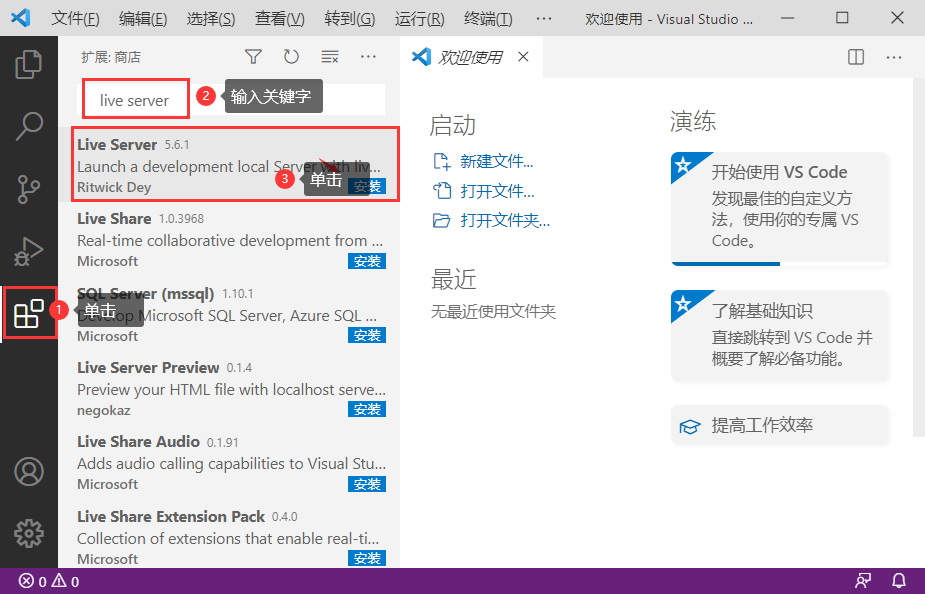 文件(F) 编辑(E) 选择(S) 查看(V) 转到(G) 运行(R) 终端(T) ··· 欢迎使用 - Visual Studio ...
扩展: 商店
live server
2 输入关键字
Live Server 5.6.1
Launch a development local Server with liv...
Ritwick Dey
3 单击
安装
Live Share 1.0.3968
Real-time collaborative development from ...
Microsoft 安装
SQL Server (mssql) 1.10.1
1 单击
Develop Microsoft SQL Server, Azure SQL ...
Microsoft 安装
Live Server Preview 0.1.4
Preview your HTML file with localhost serve...
negokaz 安装
Live Share Audio 0.1.91
Adds audio calling capabilities to Visual Stu...
Microsoft 安装
Live Share Extension Pack 0.4.0
Collection of extensions that enable real-ti...
Microsoft 安装
欢迎使用
启动
新建文件...
打开文件...
打开文件夹...
最近
无最近使用文件夹
演练
开始使用 VS Code
发现最佳的自定义方
法，使用你的专属 VS
Code。
了解基础知识
直接跳转到 VS Code 并
概要了解必备功能。
提高工作效率
0 0